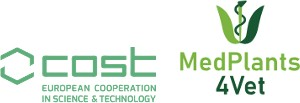 cost
EUROPEAN COOPERATION
IN SCIENCE & TECHNOLOGY
MedPlants
4Vet